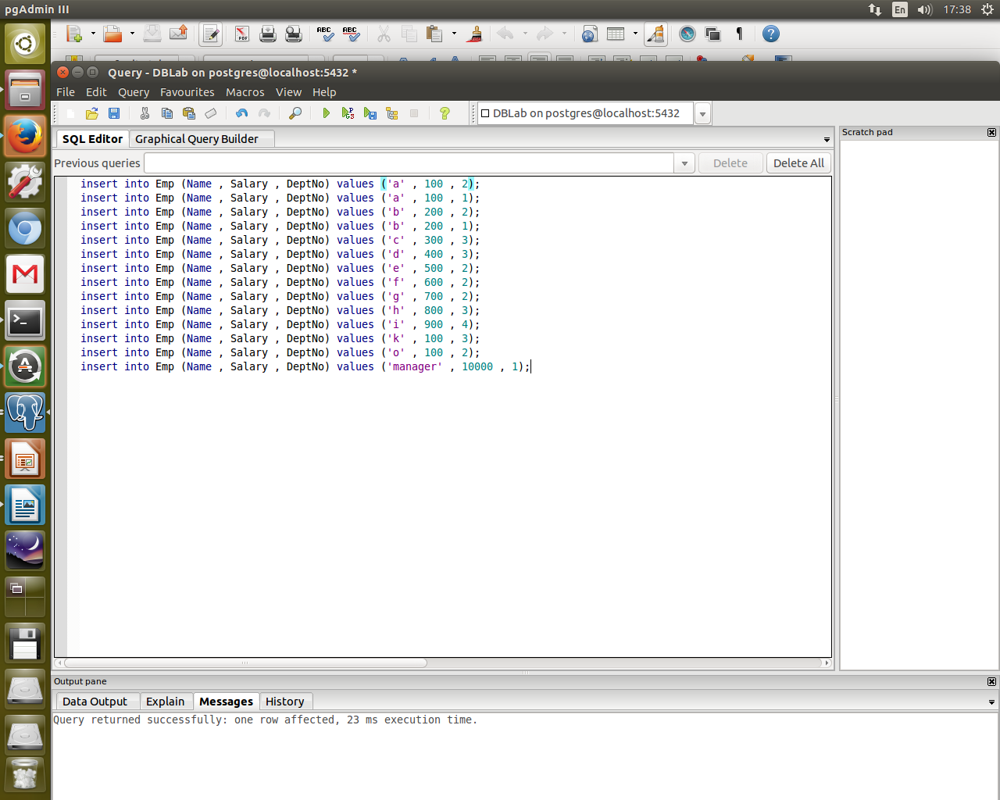 pgAdmin III
En
17:38
PDF
ABC
ABC
Query - DBLab on postgres@localhost:5432 *
File Edit Query Favourites Macros View Help
DBLab on postgres@localhost:5432
SQL Editor Graphical Query Builder
Scratch pad
Previous queries Delete Delete All
insert into Emp (Name , Salary , DeptNo) values ('a' , 100 , 2);
insert into Emp (Name , Salary , DeptNo) values ('a' , 100 , 1);
insert into Emp (Name , Salary , DeptNo) values ('b' , 200 , 2);
insert into Emp (Name , Salary , DeptNo) values ('b' , 200 , 1);
insert into Emp (Name , Salary , DeptNo) values ('c' , 300 , 3);
insert into Emp (Name , Salary , DeptNo) values ('d' , 400 , 3);
insert into Emp (Name , Salary , DeptNo) values ('e' , 500 , 2);
insert into Emp (Name , Salary , DeptNo) values ('f' , 600 , 2);
insert into Emp (Name , Salary , DeptNo) values ('g' , 700 , 2);
insert into Emp (Name , Salary , DeptNo) values ('h' , 800 , 3);
insert into Emp (Name , Salary , DeptNo) values ('i' , 900 , 4);
insert into Emp (Name , Salary , DeptNo) values ('k' , 100 , 3);
insert into Emp (Name , Salary , DeptNo) values ('o' , 100 , 2);
insert into Emp (Name , Salary , DeptNo) values ('manager' , 10000 , 1);
Output pane
Data Output Explain Messages History
Query returned successfully: one row affected, 23 ms execution time.